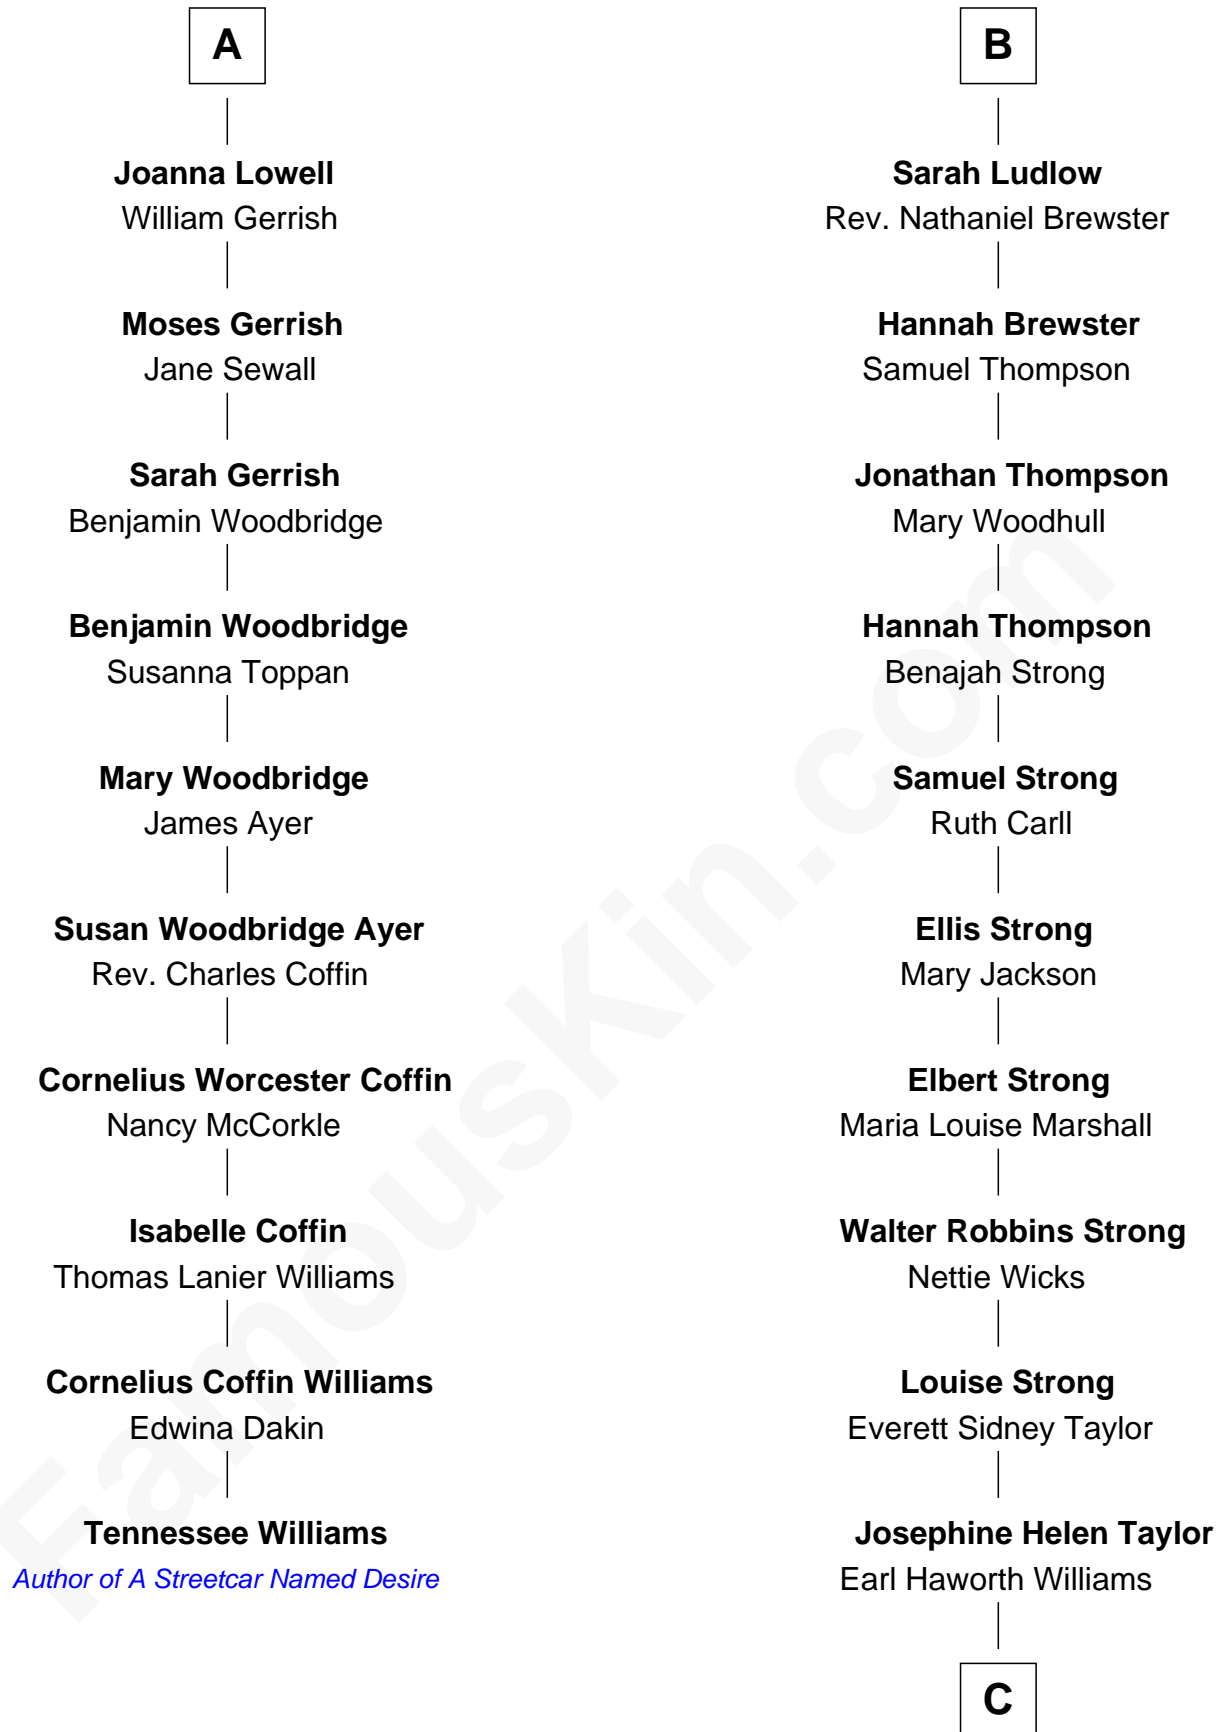 A
Joanna Lowell
William Gerrish
Moses Gerrish
Jane Sewall
Sarah Gerrish
Benjamin Woodbridge
Benjamin Woodbridge
Susanna Toppan
Mary Woodbridge
James Ayer
Susan Woodbridge Ayer
Rev. Charles Coffin
Cornelius Worcester Coffin
Nancy McCorkle
Isabelle Coffin
Thomas Lanier Williams
Cornelius Coffin Williams
Edwina Dakin
Tennessee Williams
Author of A Streetcar Named Desire
B
Sarah Ludlow
Rev. Nathaniel Brewster
Hannah Brewster
Samuel Thompson
Jonathan Thompson
Mary Woodhull
Hannah Thompson
Benajah Strong
Samuel Strong
Ruth Carll
Ellis Strong
Mary Jackson
Elbert Strong
Maria Louise Marshall
Walter Robbins Strong
Nettie Wicks
Louise Strong
Everett Sidney Taylor
Josephine Helen Taylor
Earl Haworth Williams
C
FamousKin.com